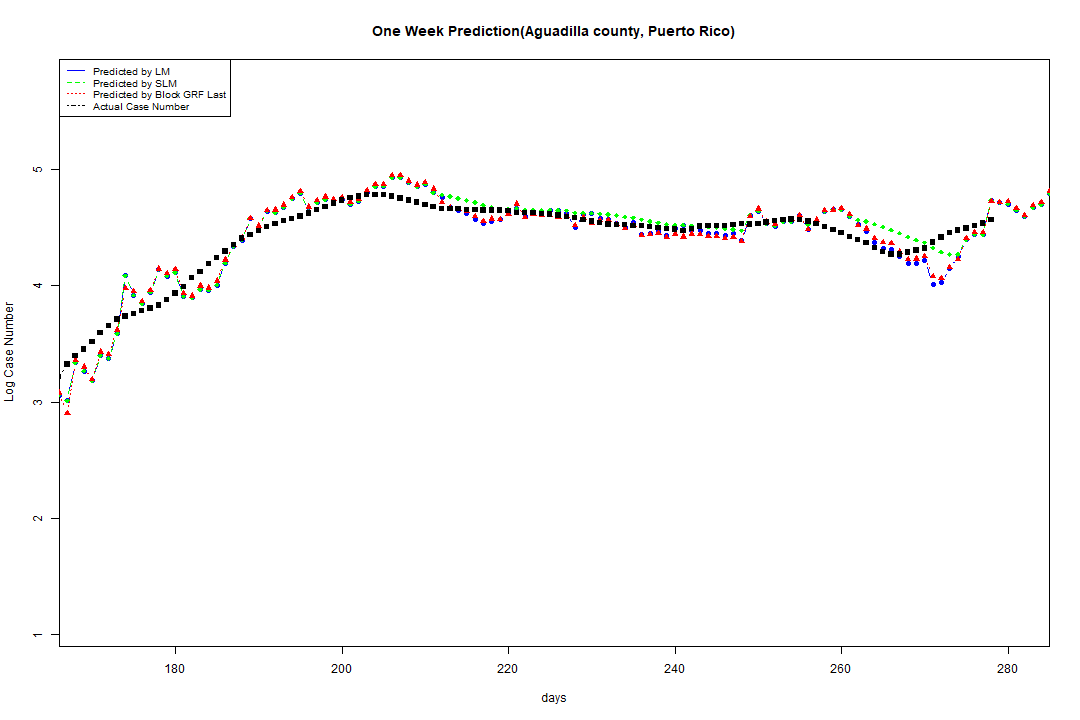 One Week Prediction(Aguadilla county, Puerto Rico)
Predicted by LM
Predicted by SLM
Predicted by Block GRF Last
Actual Case Number
Log Case Number
5
4
3
2
1
180 200 220 240 260 280
days